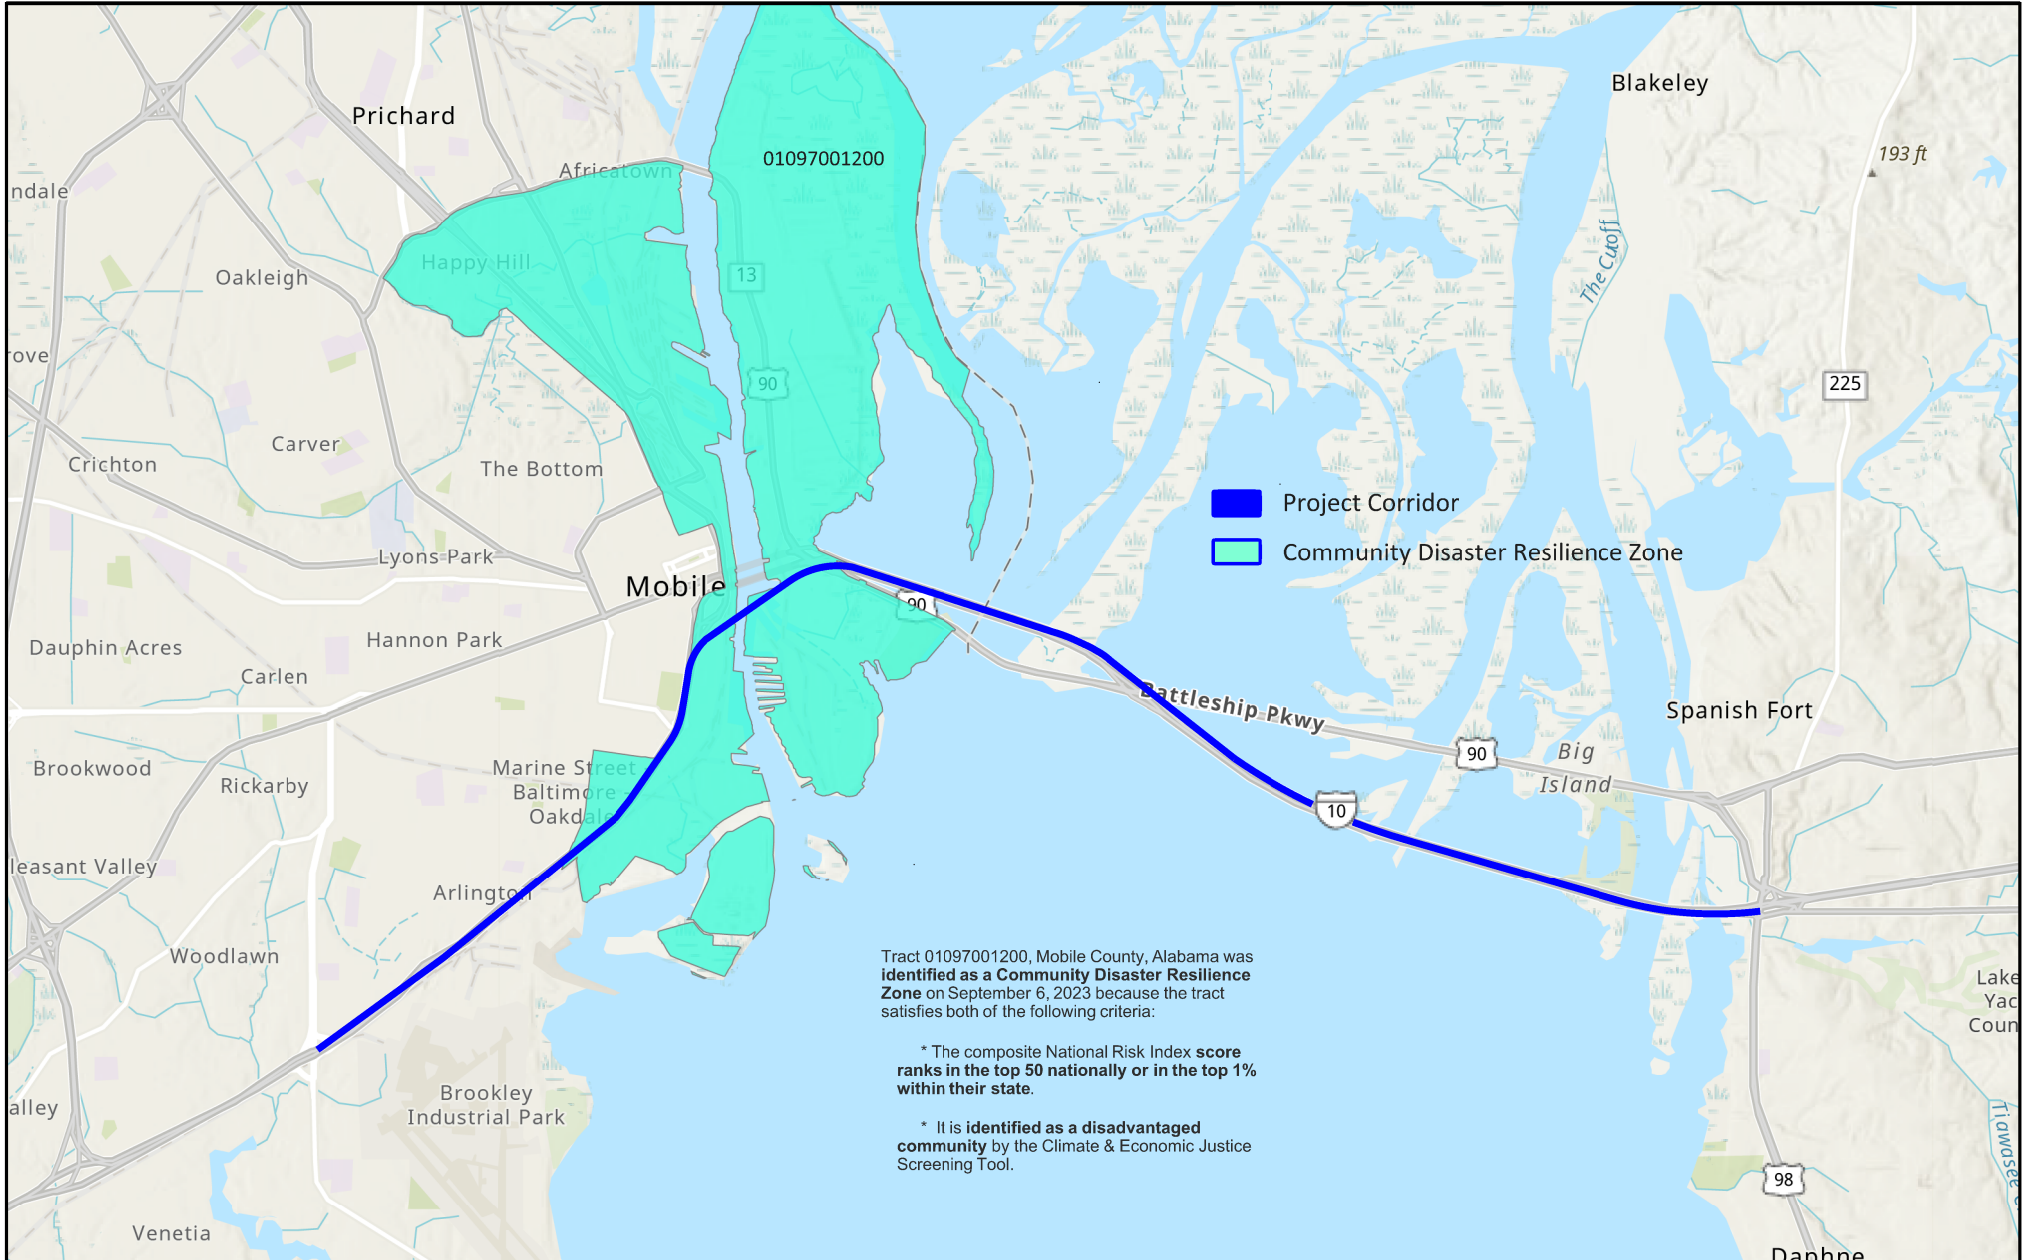 Blakeley
Prichard
193 ft
01097001200
Africatown
ndale
The Cutoff
Happy Hill
13
Oakleigh
rove
90
225
Carver
Crichton
The Bottom
Project Corridor
Community Disaster Resilience Zone
Lyons Park
Mobile
90
Hannon Park
Dauphin Acres
Carlen
Battleship Pkwy
Spanish Fort
90
Big
Island
Marine Street
Baltimore
Oakdale
Brookwood
Rickarby
10
leasant Valley
Arlington
Woodlawn
Tract 01097001200, Mobile County, Alabama was
identified as a Community Disaster Resilience
Zone on September 6, 2023 because the tract
satisfies both of the following criteria:
* The composite National Risk Index score
ranks in the top 50 nationally or in the top 1%
within their state.
* It is identified as a disadvantaged
community by the Climate & Economic Justice
Screening Tool.
Lake
Yac
Coun
Brookley
Industrial Park
alley
Tiawasee
98
Venetia
Daphne